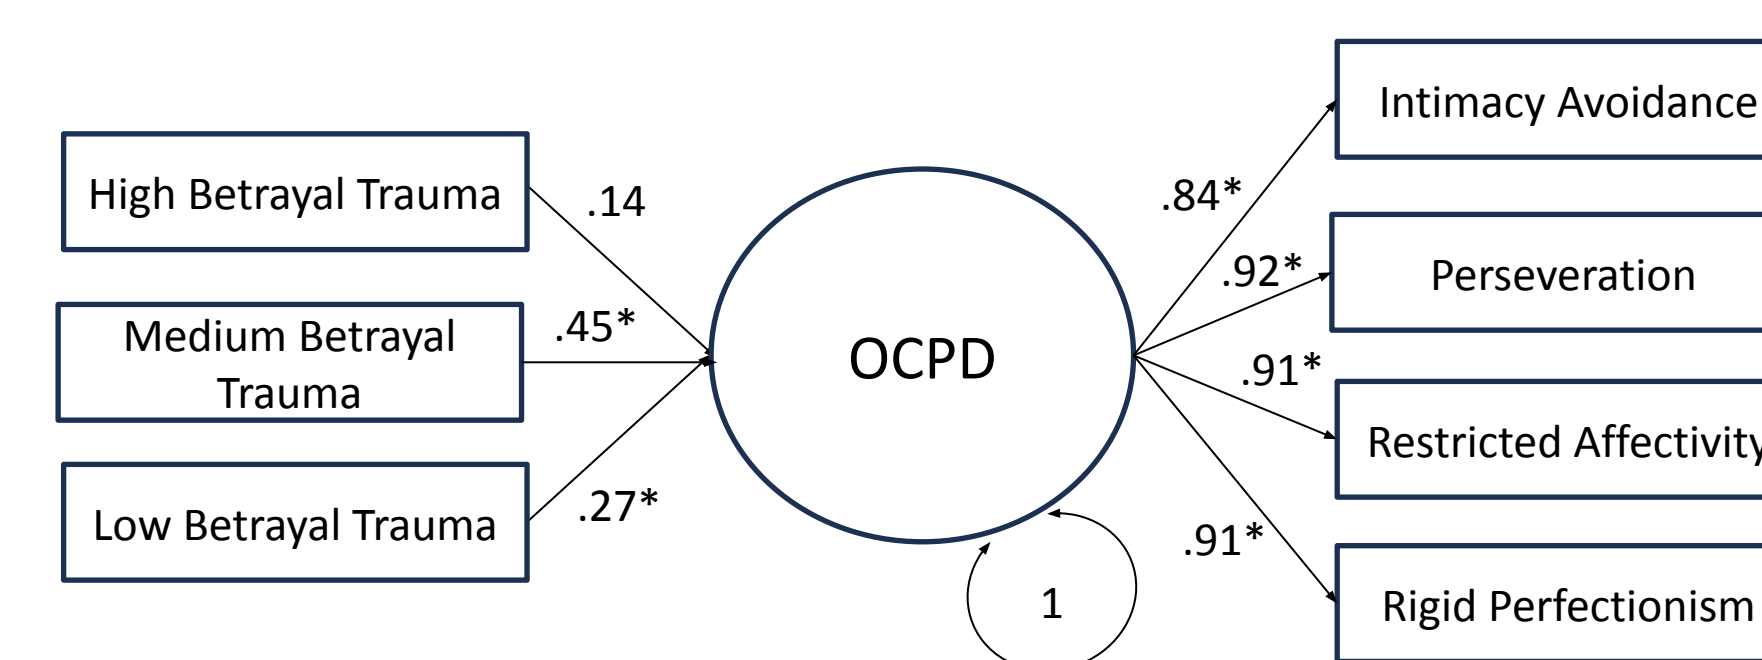 High Betrayal Trauma
.14
Medium Betrayal
Trauma
.45*
Low Betrayal Trauma
.27*
OCPD
1
.84*
Intimacy Avoidance
.92*
Perseveration
.91*
Restricted Affectivity
.91*
Rigid Perfectionism